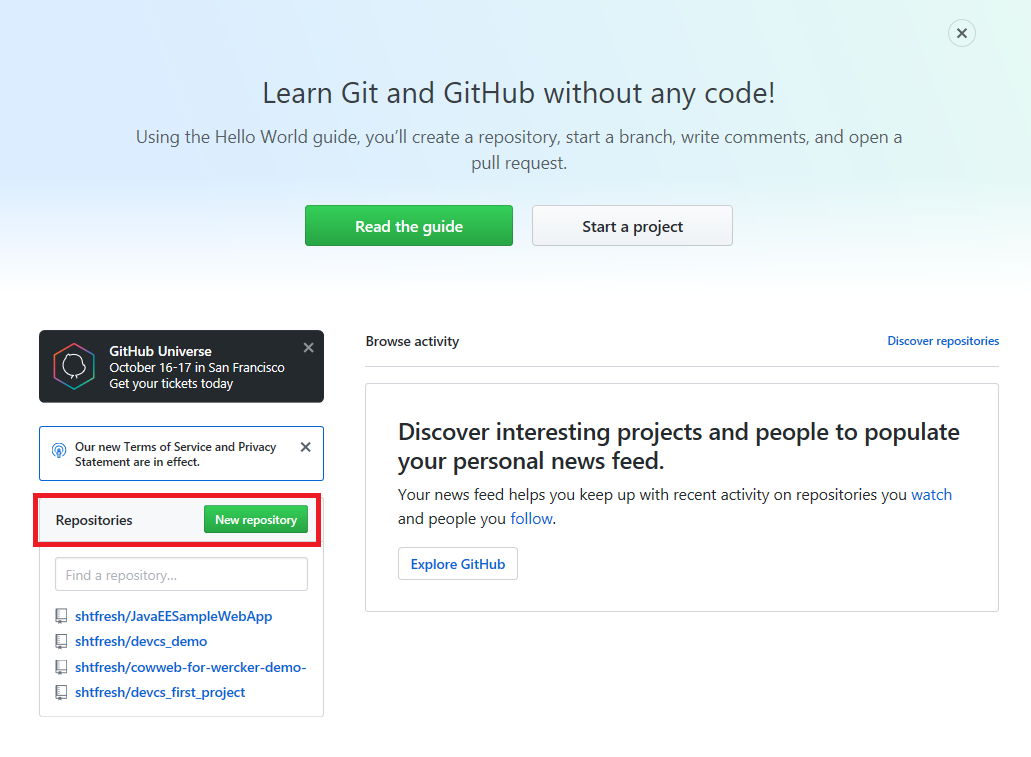 Learn Git and GitHub without any code!
Using the Hello World guide, you’ll create a repository, start a branch, write comments, and open a
pull request.
Read the guide
Start a project
GitHub Universe
October 16-17 in San Francisco
Get your tickets today
Our new Terms of Service and Privacy
Statement are in effect.
Repositories
New repository
Find a repository...
shtfresh/JavaEESampleWebApp
shtfresh/devcs_demo
shtfresh/cowweb-for-wercker-demo-
shtfresh/devcs_first_project
Browse activity
Discover repositories
Discover interesting projects and people to populate
your personal news feed.
Your news feed helps you keep up with recent activity on repositories you watch
and people you follow.
Explore GitHub